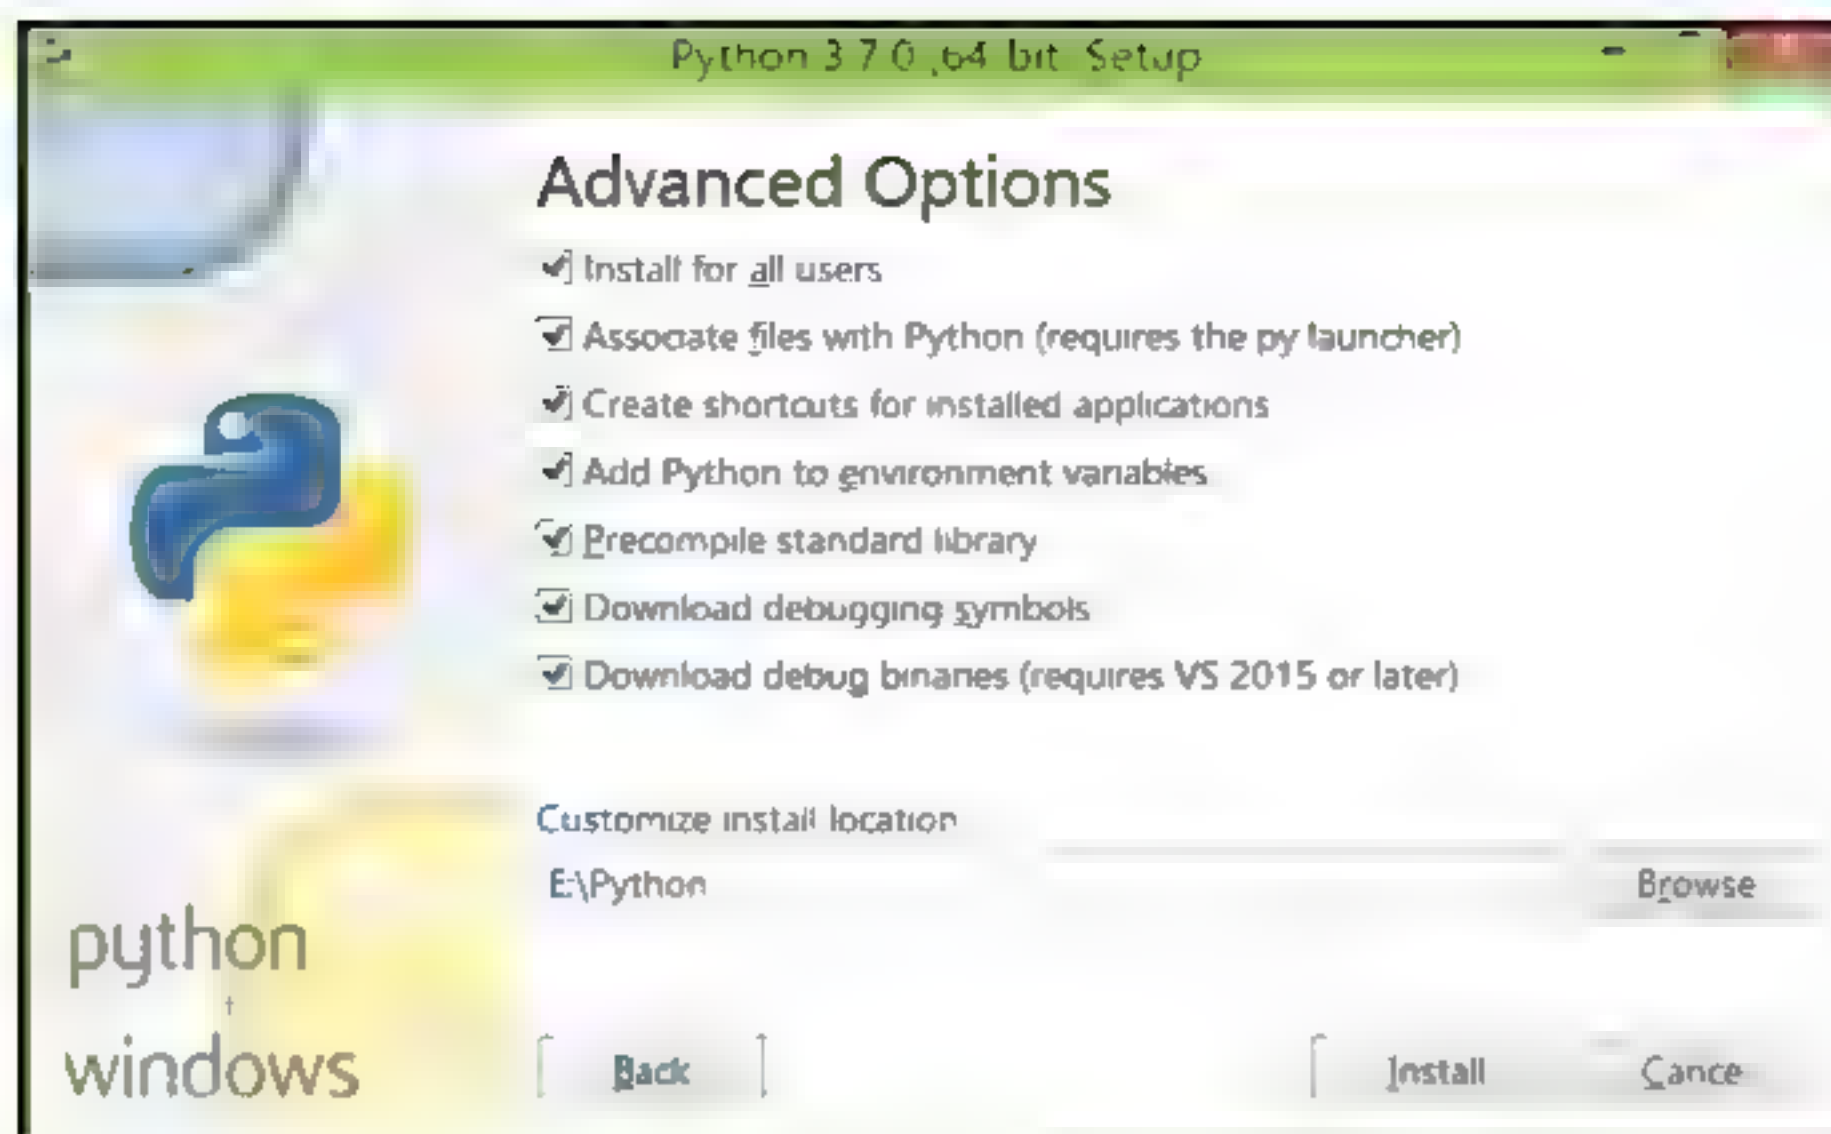 Python 3.7.0 (64-bit) Setup
Advanced Options
Install for all users
Associate files with Python (requires the py launcher)
Create shortcuts for installed applications
Add Python to environment variables
Precompile standard library
Download debugging symbols
Download debug binaries (requires VS 2015 or later)
Customize install location
E:\Python
Browse
python
for
windows
Back
Install
Cancel